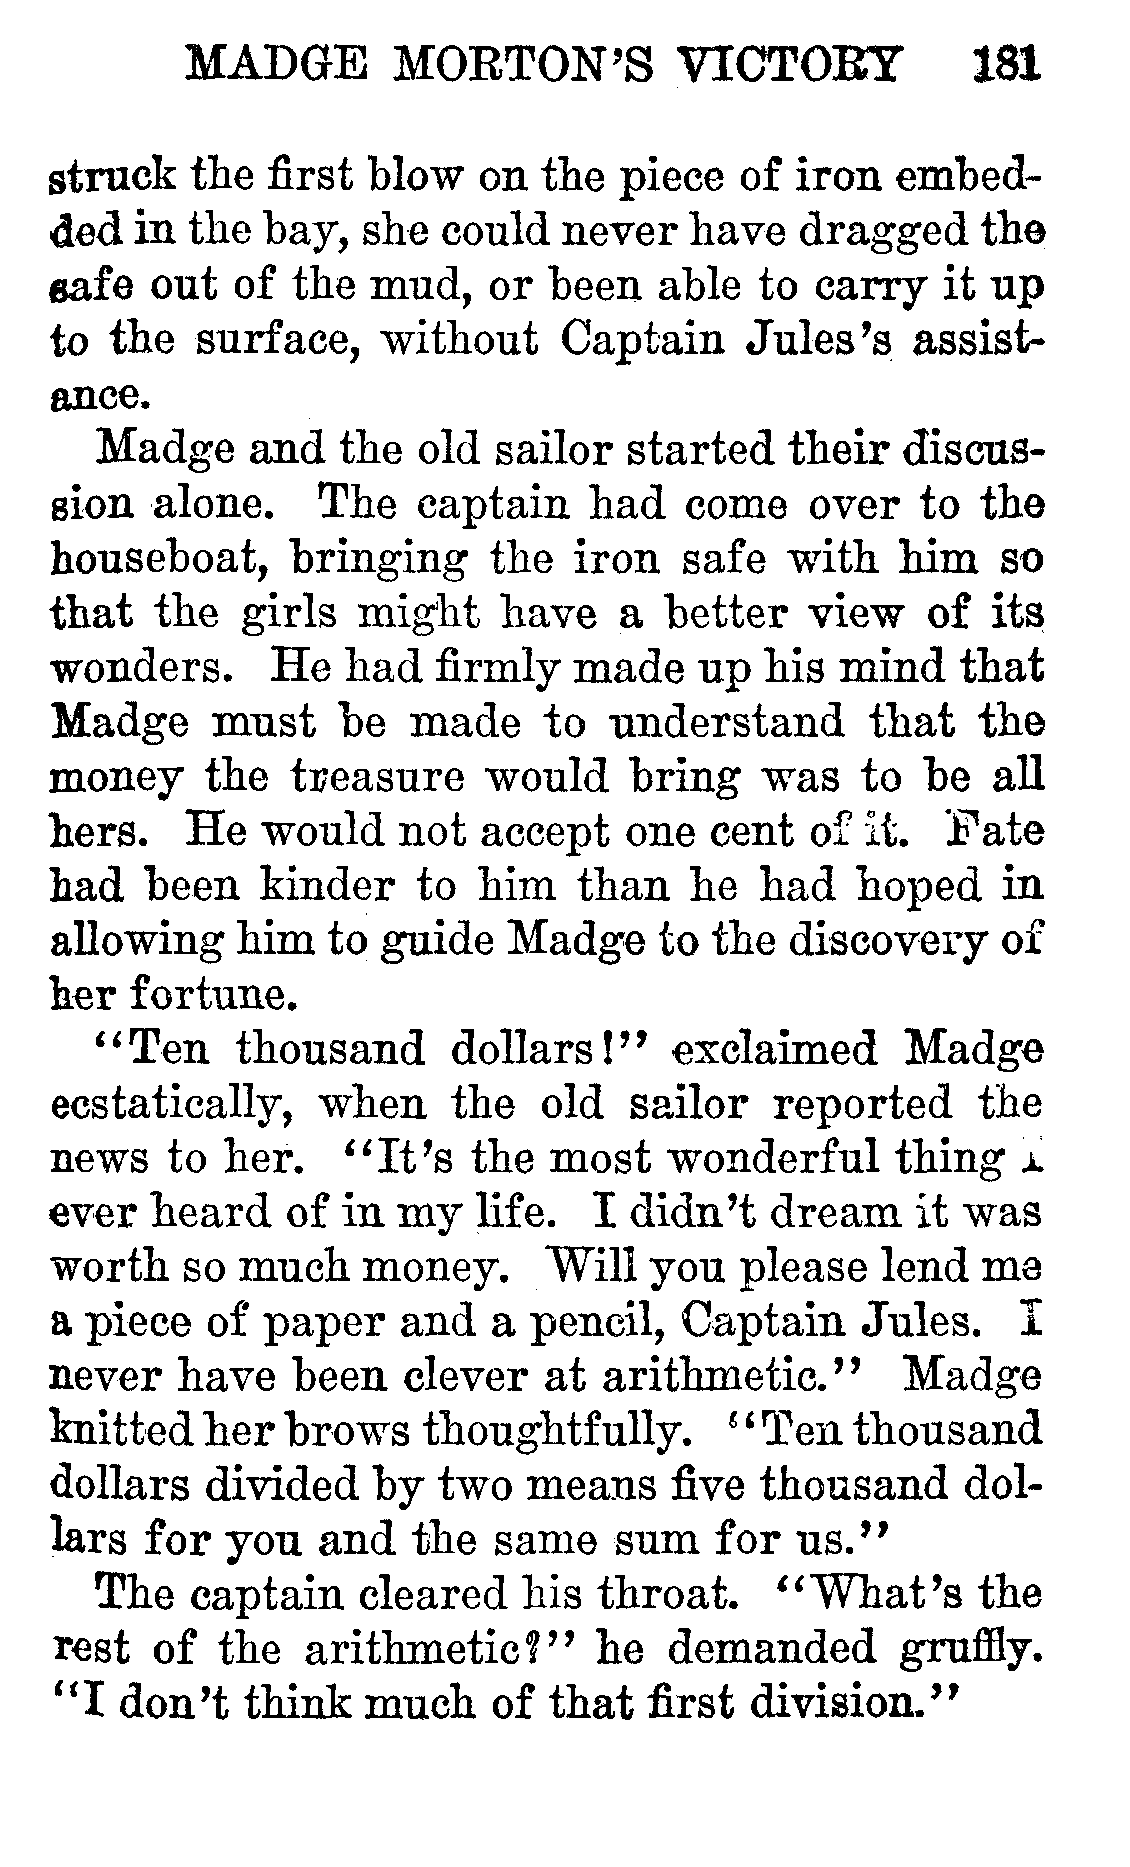 MADGE MORTON'S VICTORY 181
struck the first blow on the piece of iron embed-
ded in the bay, she could never have dragged the
safe out of the mud, or been able to carry it up
to the surface, without Captain Jules's assist-
ance.
Madge and the old sailor started their discus-
sion alone. The captain had come over to the
houseboat, bringing the iron safe with him so
that the girls might have a better view of its
wonders. He had firmly made up his mind that
Madge must be made to understand that the
money the treasure would bring was to be all
hers. He would not accept one cent of it. Fate
had been kinder to him than he had hoped in
allowing him to guide Madge to the discovery of
her fortune.
"Ten thousand dollars!" exclaimed Madge
ecstatically, when the old sailor reported the
news to her. "It's the most wonderful thing I
ever heard of in my life. I didn't dream it was
worth so much money. Will you please lend me
a piece of paper and a pencil, Captain Jules. I
never have been clever at arithmetic." Madge
knitted her brows thoughtfully. "Ten thousand
dollars divided by two means five thousand dol-
lars for you and the same sum for us."
The captain cleared his throat. "What's the
rest of the arithmetic?" he demanded gruffly.
"I don't think much of that first division."